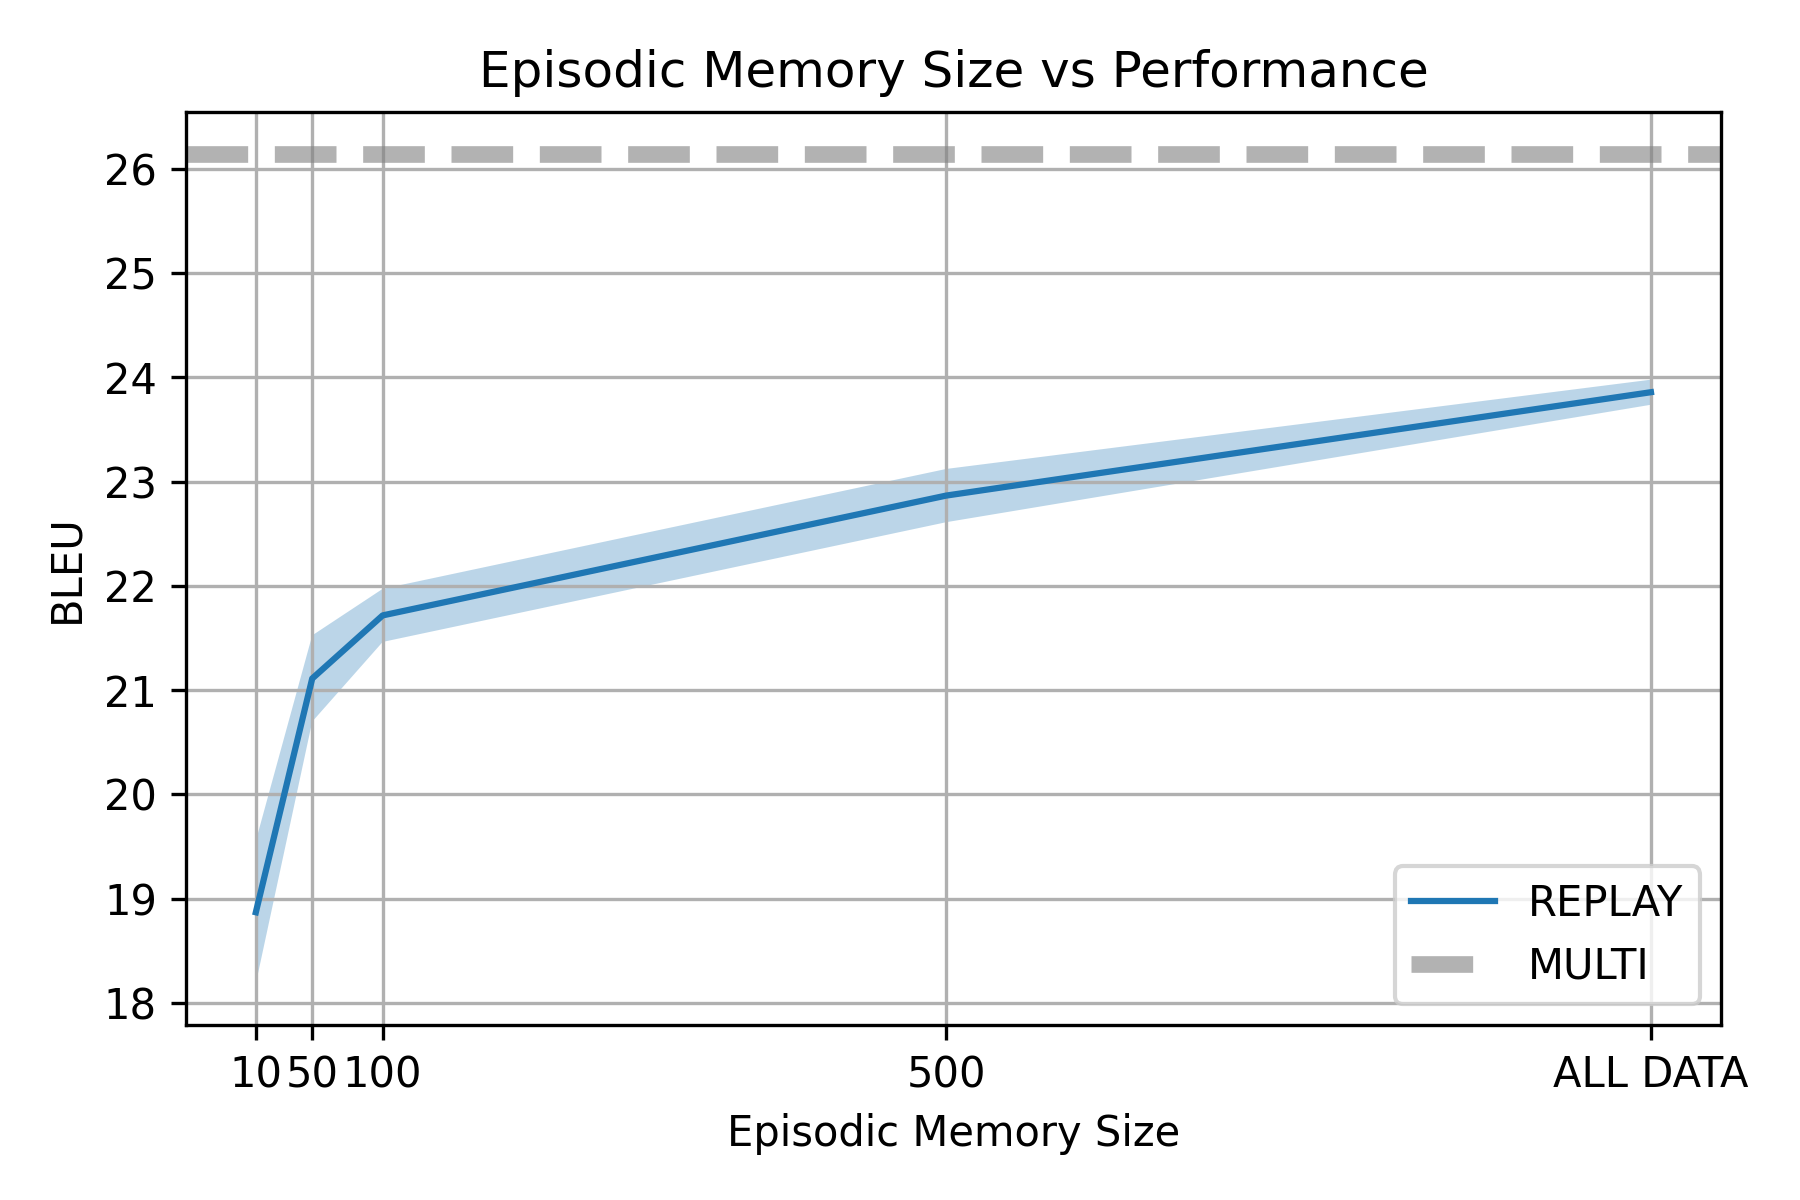 Episodic Memory Size vs Performance
26
25
24
23
22
21
20
19
18
BLEU
REPLAY
MULTI
10 50 100 500 ALL DATA
Episodic Memory Size